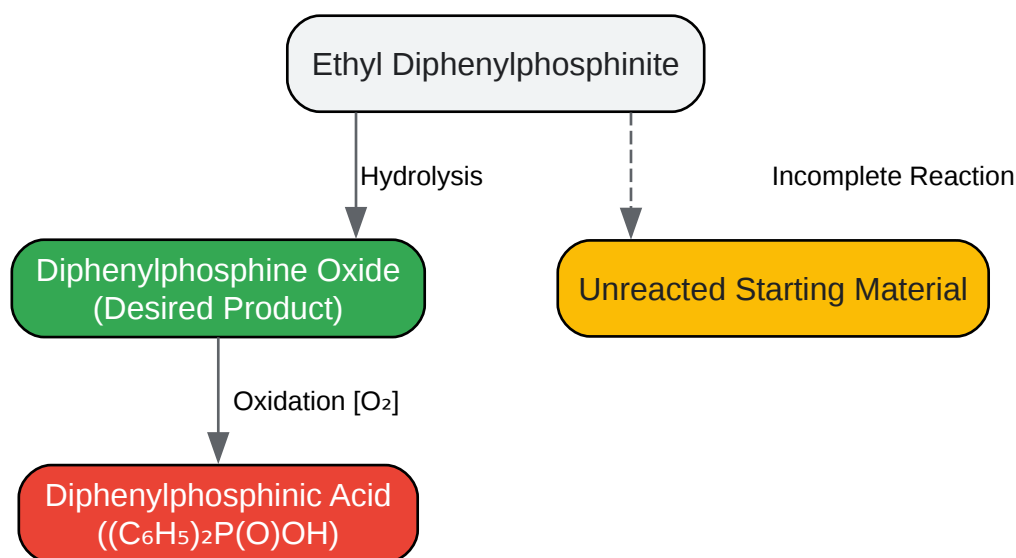 Ethyl Diphenylphosphinite
Hydrolysis
Incomplete Reaction
Diphenylphosphine Oxide
(Desired Product)
Unreacted Starting Material
Oxidation [O₂]
Diphenylphosphinic Acid
((C₆H₅)₂P(O)OH)